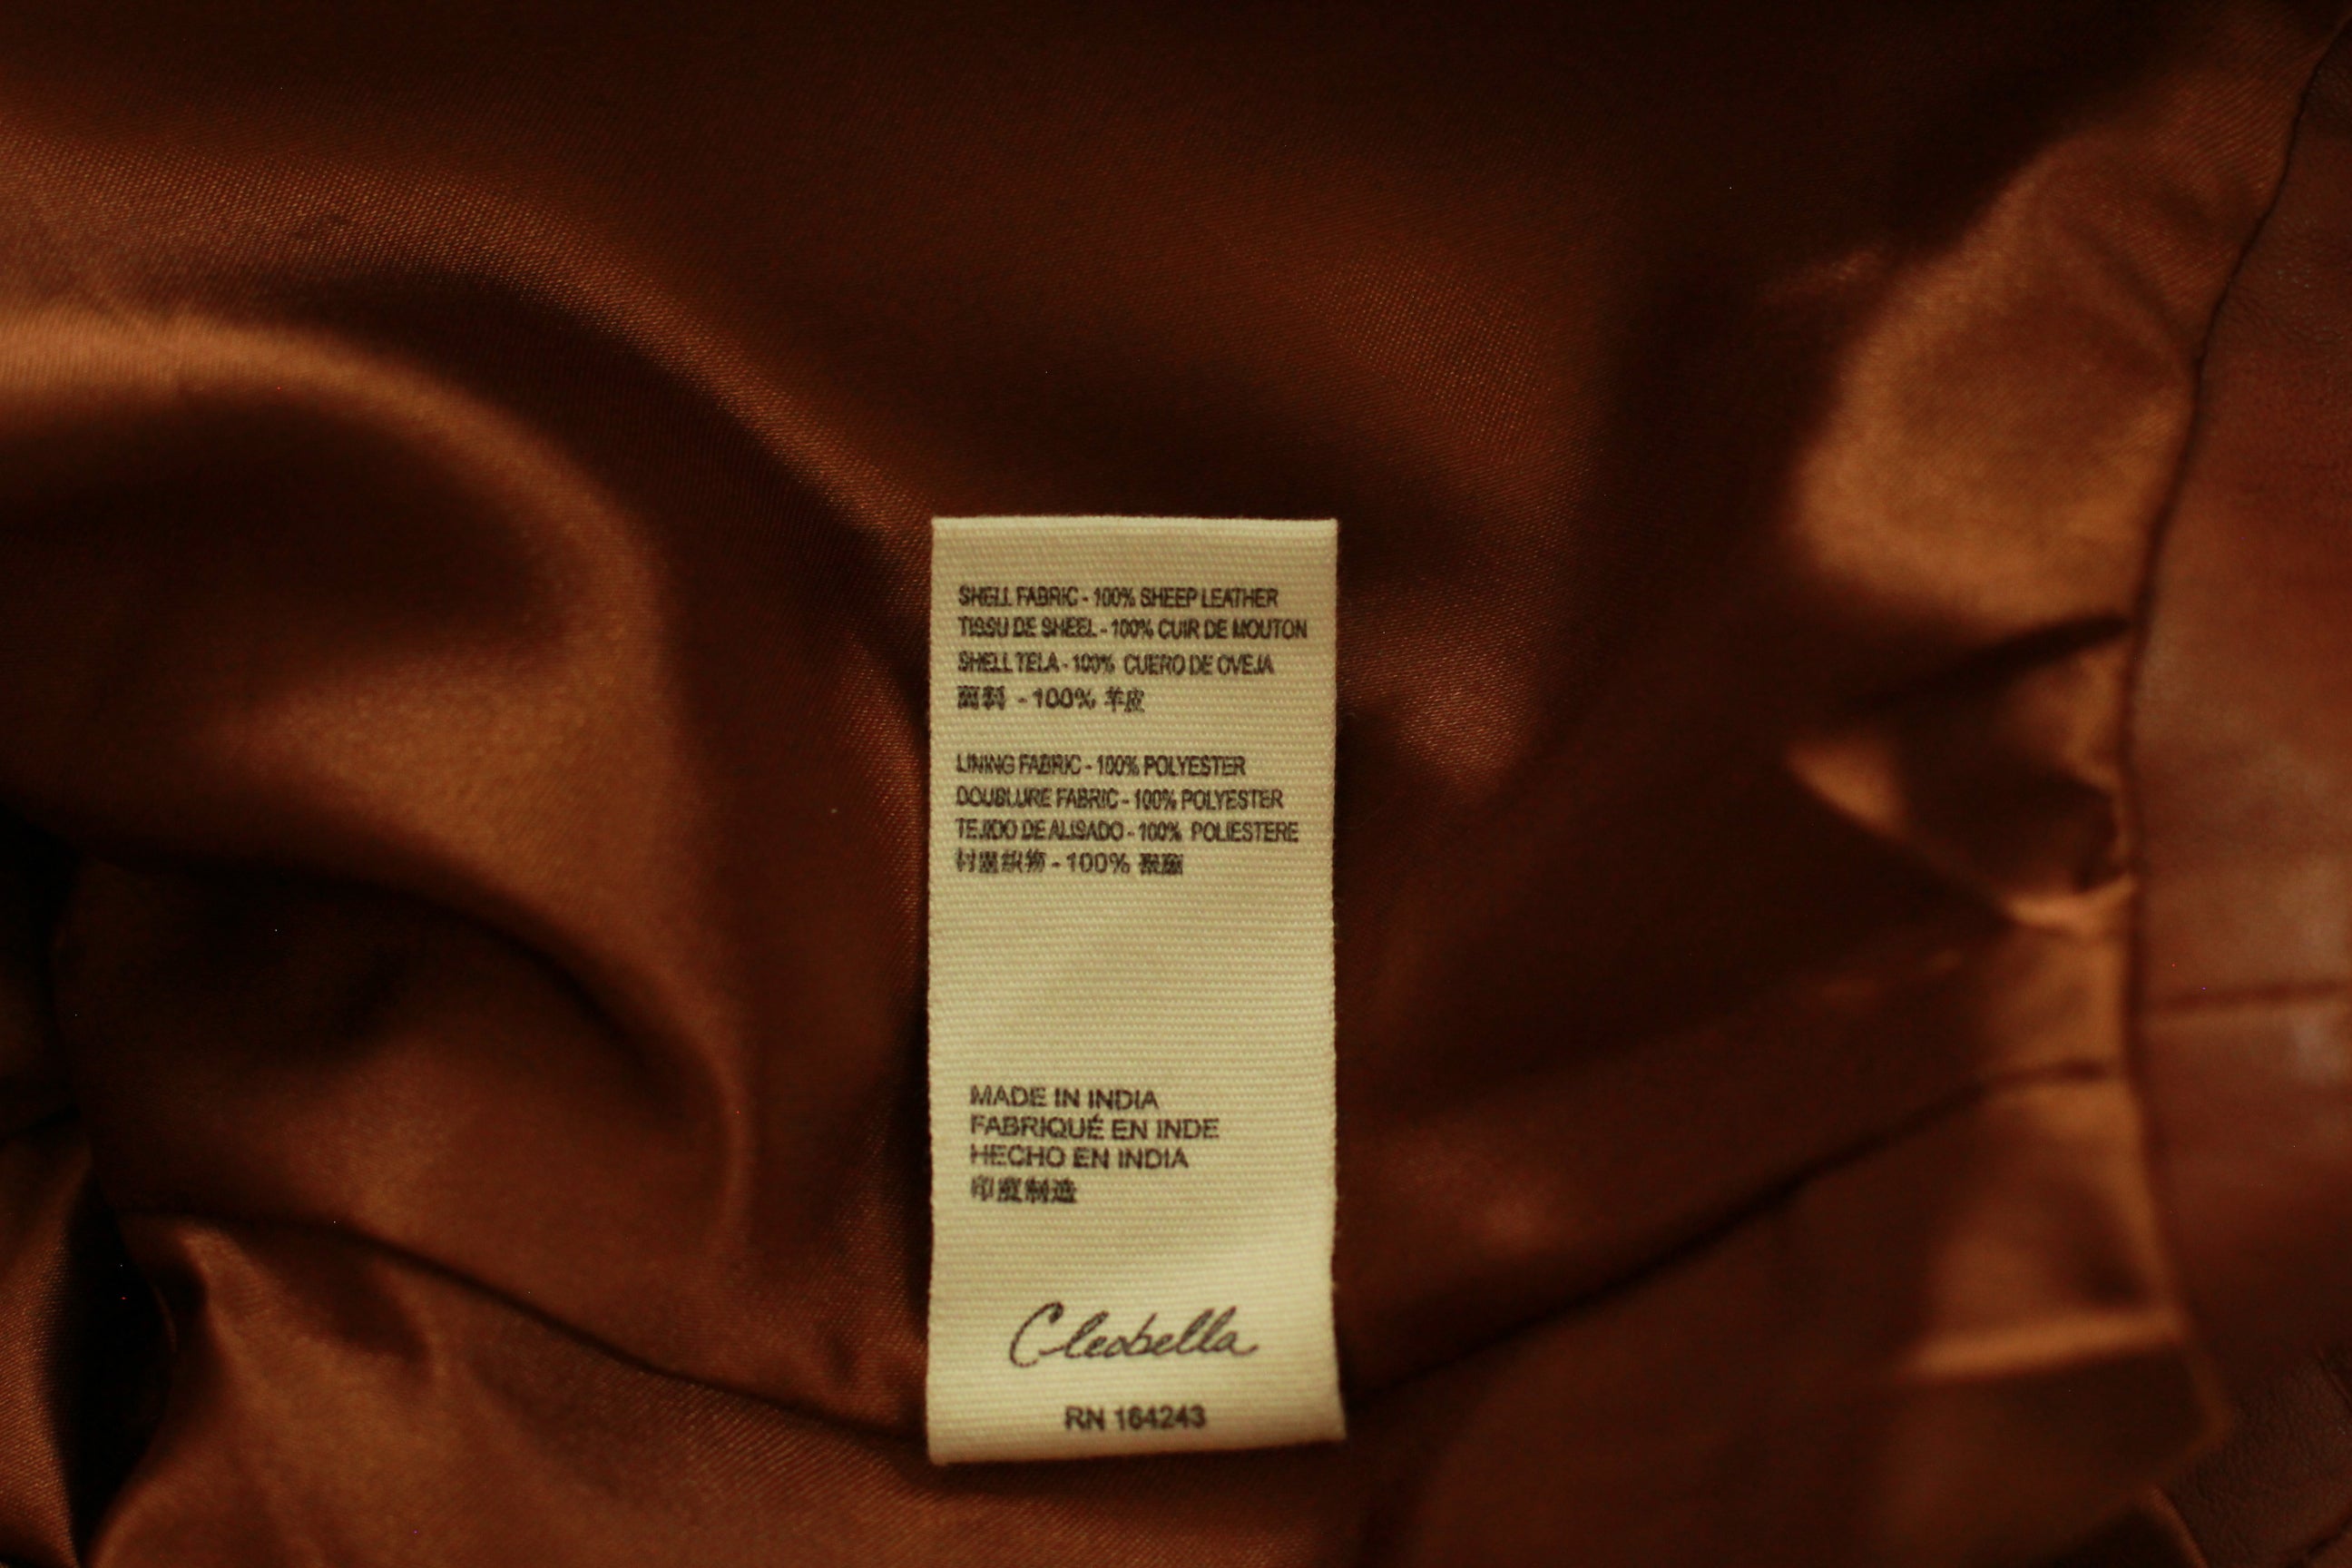 SHELL FABRIC - 100% SHEEP LEATHER
TISSU DE SHEEL - 100% CUIR DE MOUTON
SHELL TELA - 100% CUERO DE OVEJA
面料 - 100% 羊皮
LINING FABRIC - 100% POLYESTER
DOUBLURE FABRIC - 100% POLYESTER
TEJIDO DE ALISADO - 100% POLIESTERE
衬里织物 - 100% 聚酯
MADE IN INDIA
FABRIQUÉ EN INDE
HECHO EN INDIA
印度制造
Cleobella
RN 164243